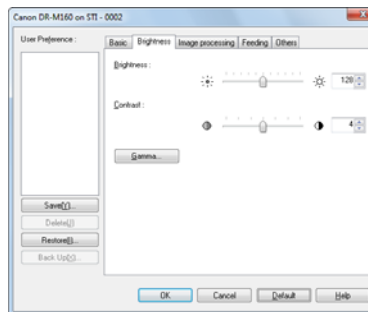 Canon DR-M160 on STI - 0002
User Preference :
Basic Brightness Image processing Feeding Others
Brightness :
128
Contrast :
4
Gamma...
Save(Y)...
Delete(J)
Restore(I)...
Back Up(X)...
OK Cancel Default Help